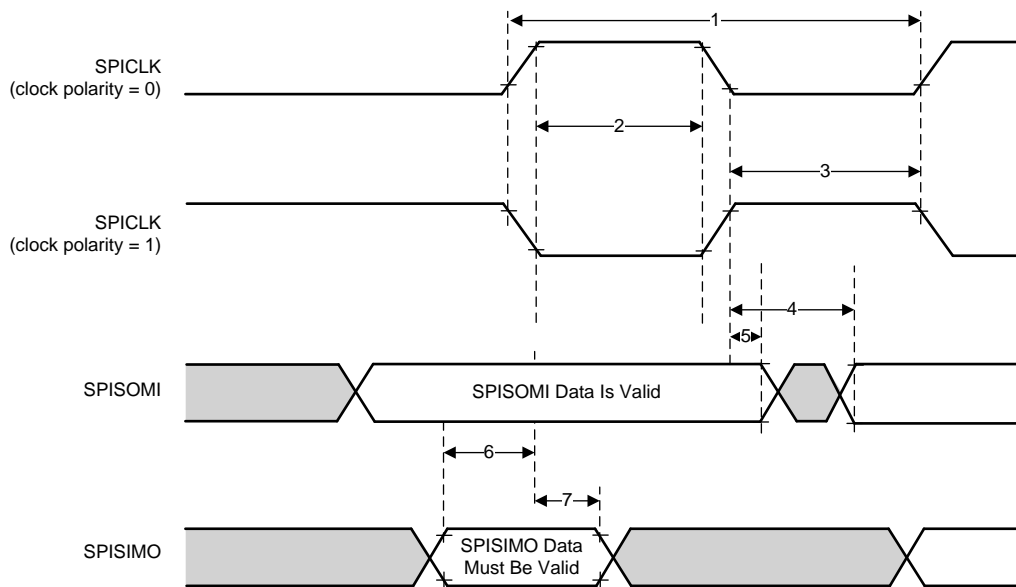 1
SPICLK
(clock polarity = 0)
2
3
SPICLK
(clock polarity = 1)
4
5
SPISOMI
SPISOMI Data Is Valid
6
7
SPISIMO
SPISIMO Data
Must Be Valid